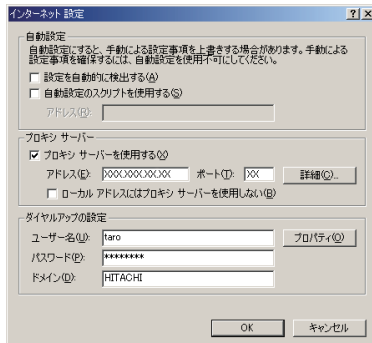 インターネット 設定
自動設定
自動設定にすると、手動による設定事項を上書きする場合があります。手動による
設定事項を確保するには、自動設定を使用不可にしてください。
設定を自動的に検出する(A)
自動設定のスクリプトを使用する(S)
アドレス(R):
プロキシ サーバー
プロキシ サーバーを使用する(X)
アドレス(E): XXX.XXX.XX.XX ポート(T): XX 詳細(C)...
ローカル アドレスにはプロキシ サーバーを使用しない(B)
ダイヤルアップの設定
ユーザー名(U): taro プロパティ(O)
パスワード(P): ********
ドメイン(D): HITACHI
OK キャンセル